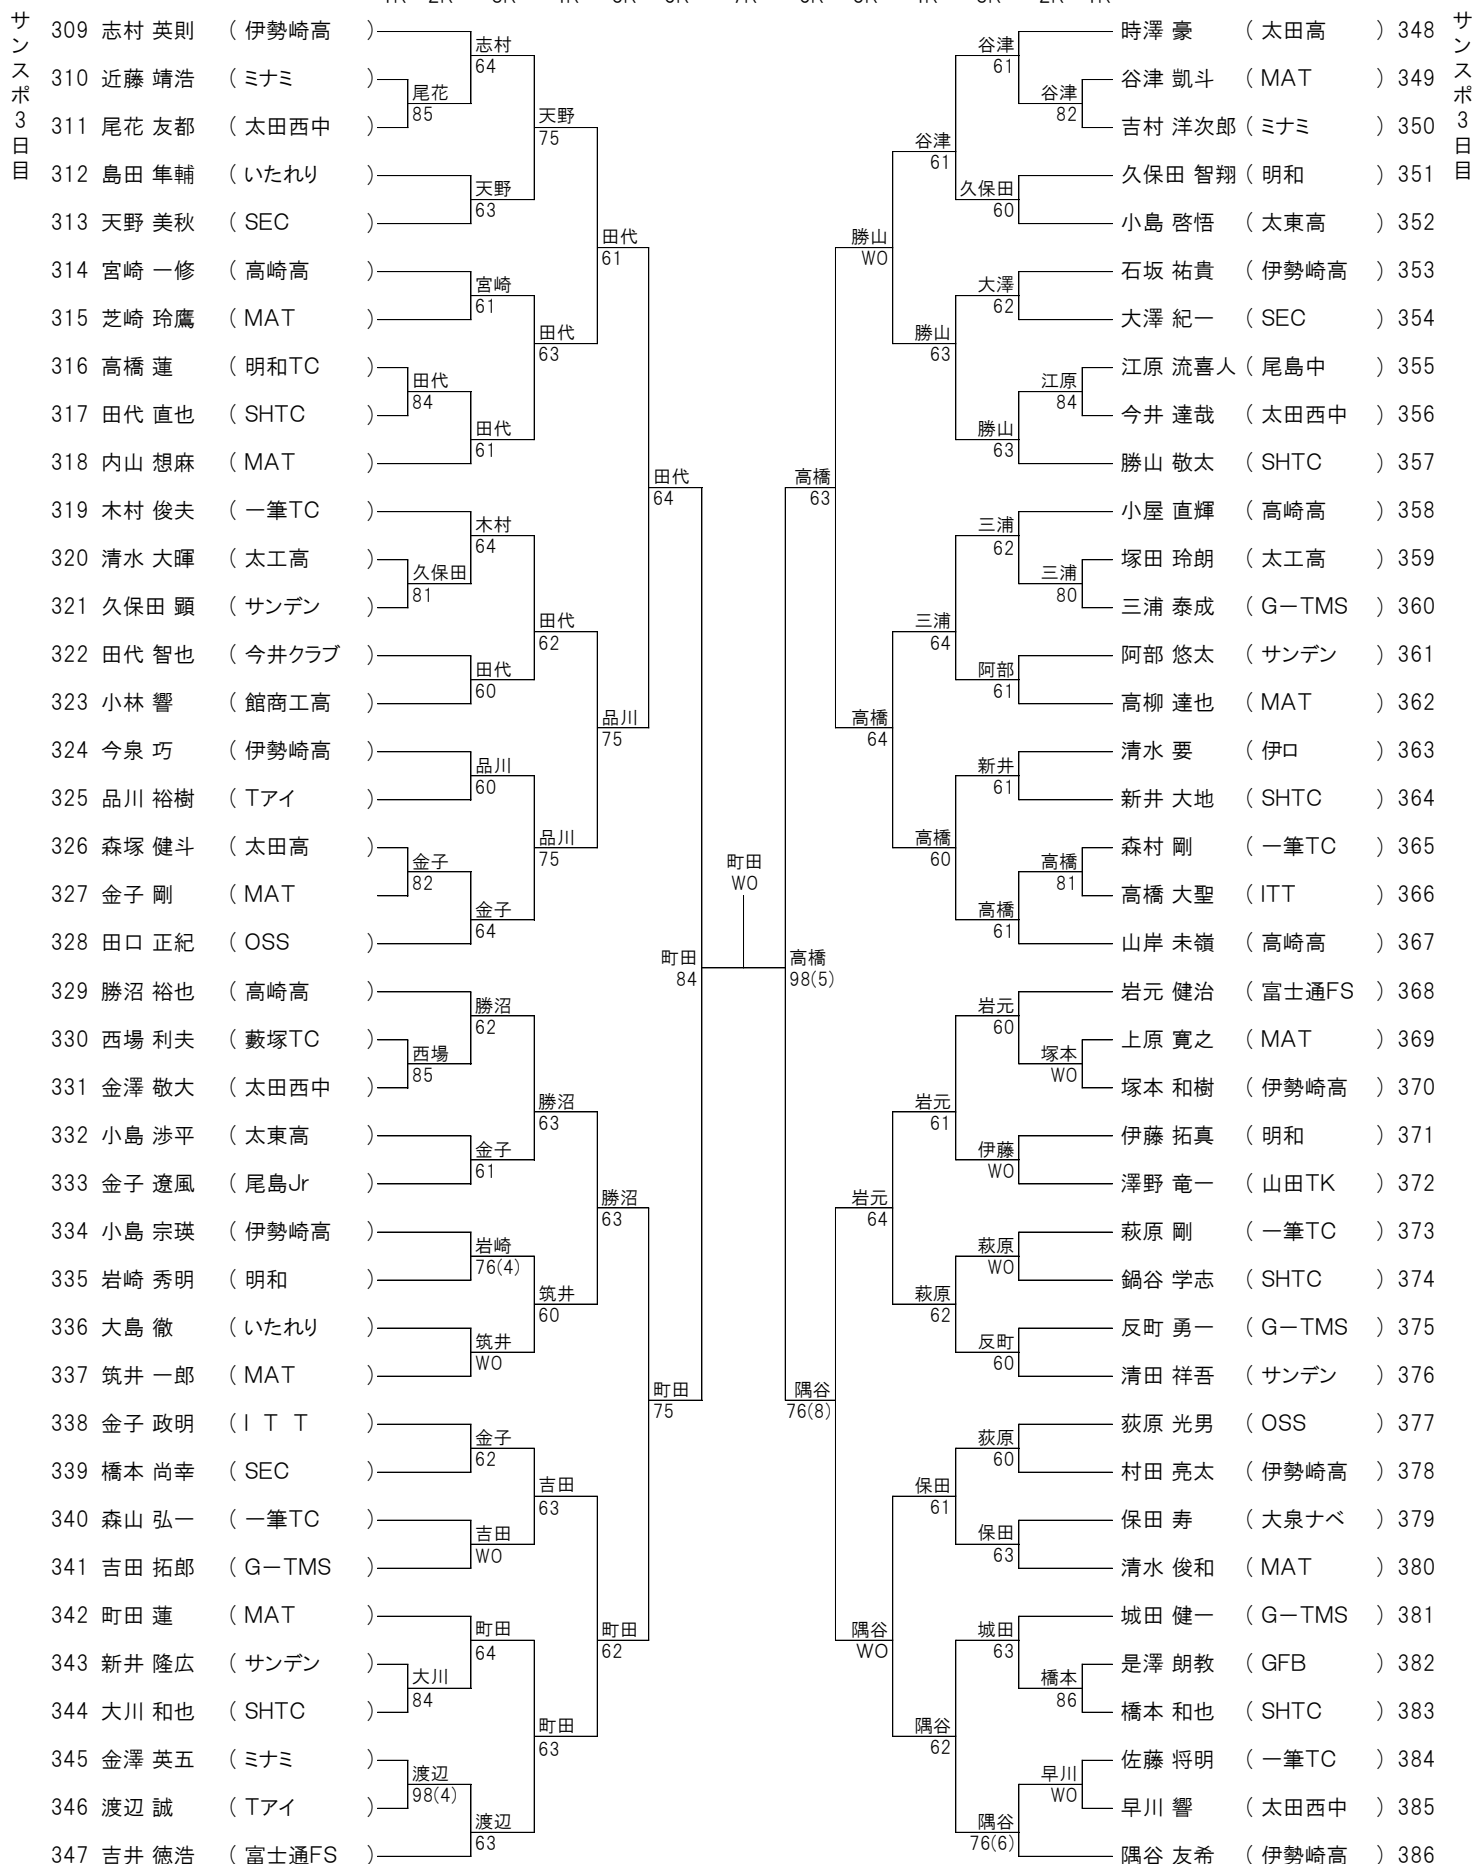 サンスポ3日目
309 志村 英則 ( 伊勢崎高 )
310 近藤 靖浩 ( ミナミ )
311 尾花 友都 ( 太田西中 )
312 島田 隼輔 ( いたれり )
313 天野 美秋 ( SEC )
314 宮崎 一修 ( 高崎高 )
315 芝崎 玲鷹 ( MAT )
316 高橋 蓮 ( 明和TC )
317 田代 直也 ( SHTC )
318 内山 想麻 ( MAT )
319 木村 俊夫 ( 一筆TC )
320 清水 大暉 ( 太工高 )
321 久保田 顕 ( サンデン )
322 田代 智也 ( 今井クラブ )
323 小林 響 ( 館商工高 )
324 今泉 巧 ( 伊勢崎高 )
325 品川 裕樹 ( Tアイ )
326 森塚 健斗 ( 太田高 )
327 金子 剛 ( MAT )
328 田口 正紀 ( OSS )
329 勝沼 裕也 ( 高崎高 )
330 西場 利夫 ( 藪塚TC )
331 金澤 敬大 ( 太田西中 )
332 小島 渉平 ( 太東高 )
333 金子 遼風 ( 尾島Jr )
334 小島 宗瑛 ( 伊勢崎高 )
335 岩崎 秀明 ( 明和 )
336 大島 徹 ( いたれり )
337 筑井 一郎 ( MAT )
338 金子 政明 ( I T T )
339 橋本 尚幸 ( SEC )
340 森山 弘一 ( 一筆TC )
341 吉田 拓郎 ( G－TMS )
342 町田 蓮 ( MAT )
343 新井 隆広 ( サンデン )
344 大川 和也 ( SHTC )
345 金澤 英五 ( ミナミ )
346 渡辺 誠 ( Tアイ )
347 吉井 徳浩 ( 富士通FS )
尾花
85
田代
84
久保田
81
金子
82
西場
85
大川
84
渡辺
98(4)
志村
64
天野
63
宮崎
61
田代
61
木村
64
田代
60
品川
60
金子
64
勝沼
62
金子
61
岩崎
76(4)
筑井
WO
金子
62
吉田
WO
町田
64
渡辺
63
天野
75
田代
63
田代
62
品川
75
勝沼
63
筑井
60
吉田
63
町田
63
田代
61
品川
75
勝沼
63
町田
62
田代
64
町田
75
町田
84
町田
WO
高橋
98(5)
高橋
63
隅谷
76(8)
勝山
WO
高橋
64
岩元
64
隅谷
WO
谷津
61
勝山
63
三浦
64
高橋
60
岩元
61
萩原
62
保田
61
隅谷
62
谷津
61
久保田
60
大澤
62
勝山
63
三浦
62
阿部
61
新井
61
高橋
61
岩元
60
伊藤
WO
萩原
WO
反町
60
荻原
60
保田
63
城田
63
隅谷
76(6)
谷津
82
江原
84
三浦
80
高橋
81
塚本
WO
橋本
86
早川
WO
時澤 豪 ( 太田高 ) 348
谷津 凱斗 ( MAT ) 349
吉村 洋次郎 ( ミナミ ) 350
久保田 智翔 ( 明和 ) 351
小島 啓悟 ( 太東高 ) 352
石坂 祐貴 ( 伊勢崎高 ) 353
大澤 紀一 ( SEC ) 354
江原 流喜人 ( 尾島中 ) 355
今井 達哉 ( 太田西中 ) 356
勝山 敬太 ( SHTC ) 357
小屋 直輝 ( 高崎高 ) 358
塚田 玲朗 ( 太工高 ) 359
三浦 泰成 ( G－TMS ) 360
阿部 悠太 ( サンデン ) 361
高柳 達也 ( MAT ) 362
清水 要 ( 伊ロ ) 363
新井 大地 ( SHTC ) 364
森村 剛 ( 一筆TC ) 365
高橋 大聖 ( ITT ) 366
山岸 未嶺 ( 高崎高 ) 367
岩元 健治 ( 富士通FS ) 368
上原 寛之 ( MAT ) 369
塚本 和樹 ( 伊勢崎高 ) 370
伊藤 拓真 ( 明和 ) 371
澤野 竜一 ( 山田TK ) 372
萩原 剛 ( 一筆TC ) 373
鍋谷 学志 ( SHTC ) 374
反町 勇一 ( G－TMS ) 375
清田 祥吾 ( サンデン ) 376
荻原 光男 ( OSS ) 377
村田 亮太 ( 伊勢崎高 ) 378
保田 寿 ( 大泉ナベ ) 379
清水 俊和 ( MAT ) 380
城田 健一 ( G－TMS ) 381
是澤 朗教 ( GFB ) 382
橋本 和也 ( SHTC ) 383
佐藤 将明 ( 一筆TC ) 384
早川 響 ( 太田西中 ) 385
隅谷 友希 ( 伊勢崎高 ) 386
サンスポ3日目